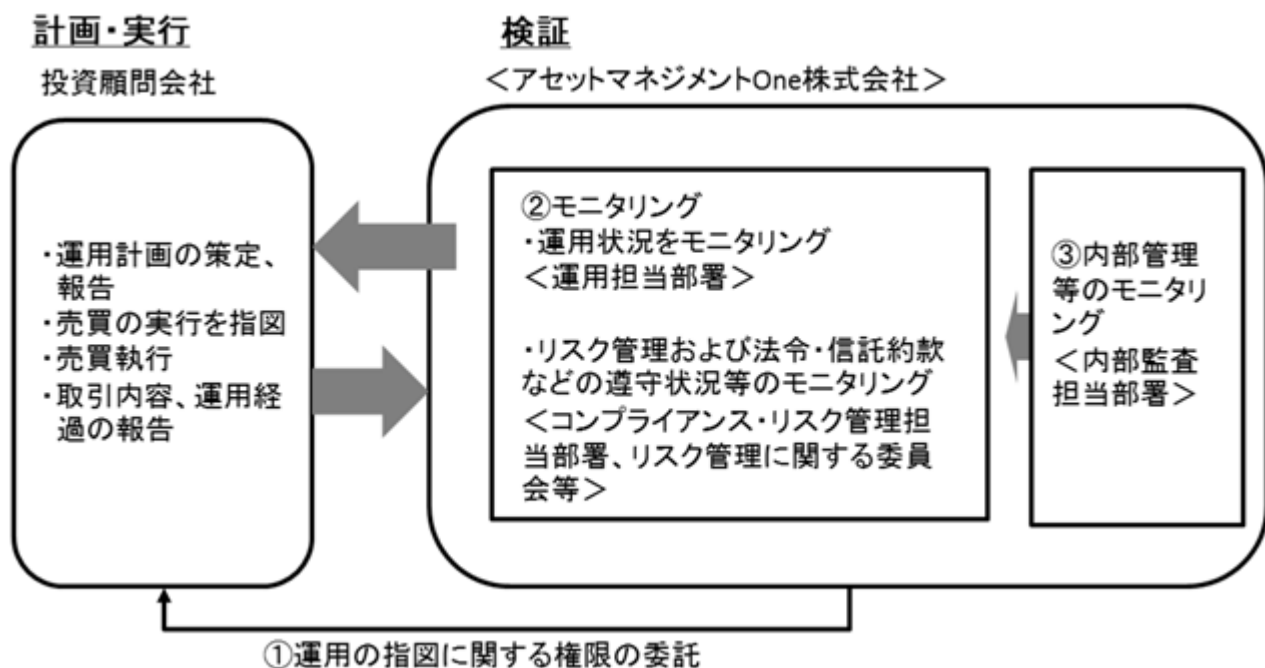 計画・実行
投資顧問会社
・運用計画の策定、
報告
・売買の実行を指図
・売買執行
・取引内容、運用経
過の報告
検証
＜アセットマネジメントOne株式会社＞
②モニタリング
・運用状況をモニタリング
＜運用担当部署＞
・リスク管理および法令・信託約款
などの遵守状況等のモニタリング
＜コンプライアンス・リスク管理担
当部署、リスク管理に関する委員
会等＞
③内部管理
等のモニタリ
ング
＜内部監査
担当部署＞
①運用の指図に関する権限の委託